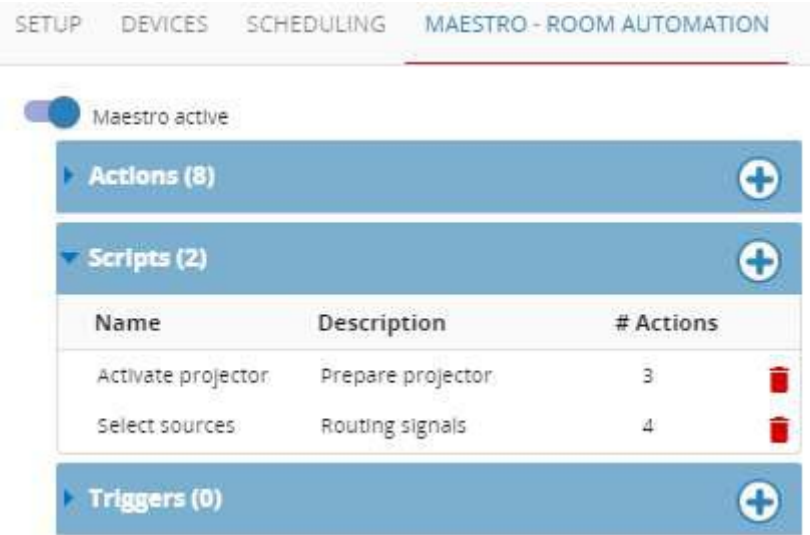 SETUP DEVICES SCHEDULING MAESTRO - ROOM AUTOMATION
Maestro active
Actions (8)
Scripts (2)
Name Description # Actions
Activate projector Prepare projector 3
Select sources Routing signals 4
Triggers (0)